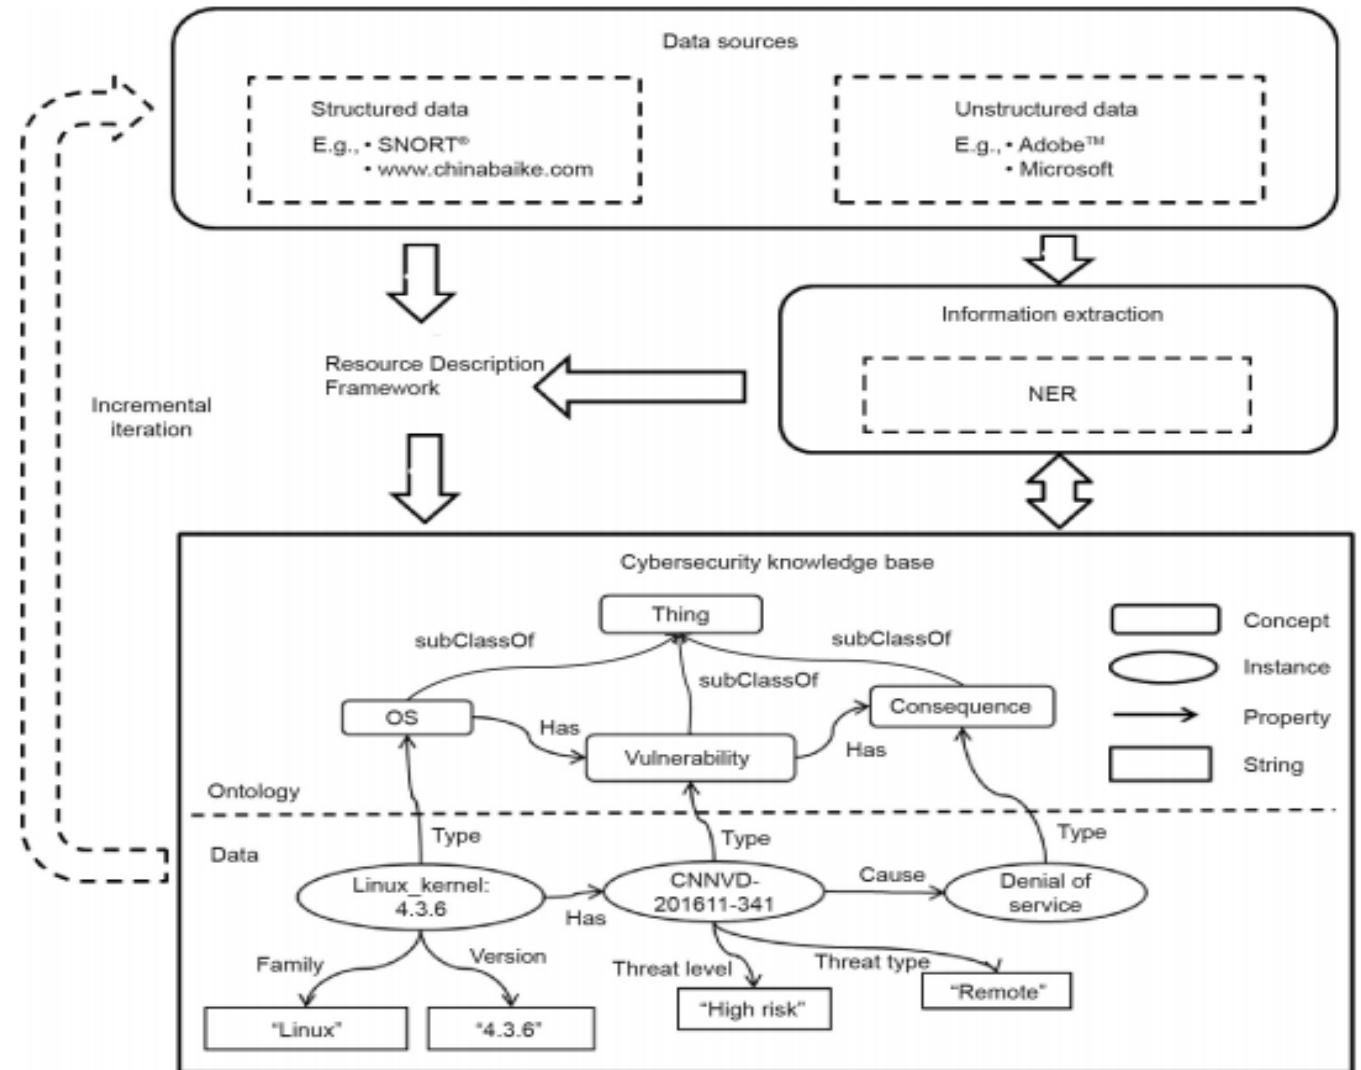 Data sources
Structured data
E.g., • SNORT®
• www.chinabaike.com
Unstructured data
E.g., • Adobe™
• Microsoft
Information extraction
NER
Resource Description
Framework
Incremental
iteration
Cybersecurity knowledge base
Thing
subClassOf
subClassOf
subClassOf
OS
Has
Vulnerability
Has
Consequence
Concept
Instance
Property
String
Ontology
Data
Type
Type
Type
Linux_kernel:
4.3.6
Has
CNNVD-
201611-341
Cause
Denial of
service
Family
Version
Threat level
Threat type
“Linux”
“4.3.6”
“High risk”
“Remote”